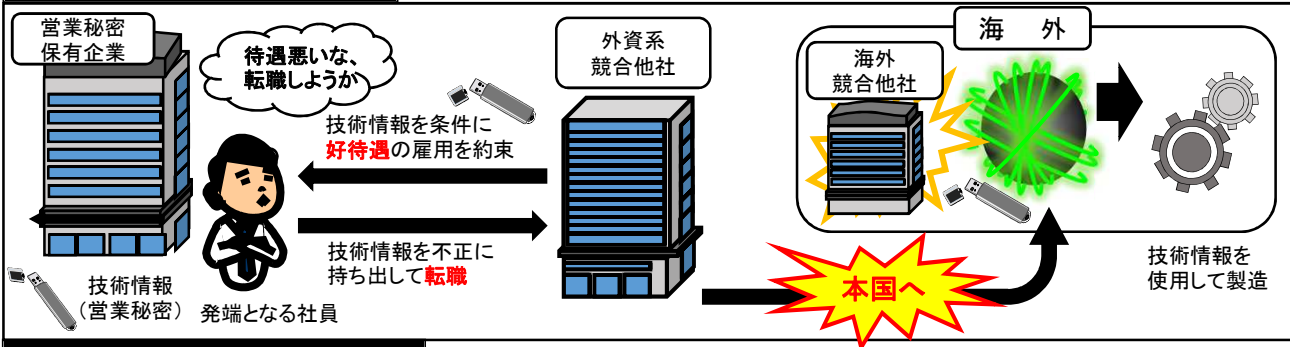 営業秘密
保有企業
待遇悪いな、
転職しようか
技術情報を条件に
好待遇の雇用を約束
技術情報を不正に
持ち出して転職
技術情報
（営業秘密）
発端となる社員
外資系
競合他社
本国へ
海　外
海外
競合他社
技術情報を
使用して製造